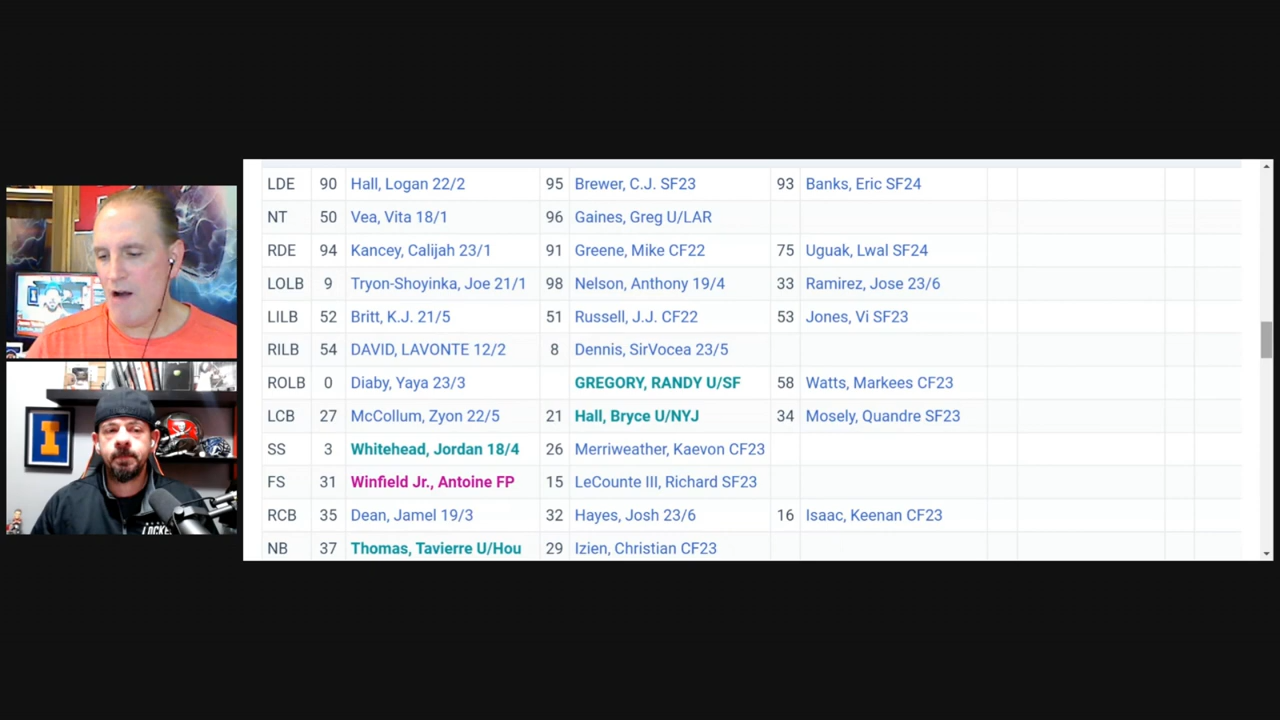 LDE 90 Hall, Logan 22/2 95 Brewer, C.J. SF23 93 Banks, Eric SF24
NT 50 Vea, Vita 18/1 96 Gaines, Greg U/LAR
RDE 94 Kancey, Calijah 23/1 91 Greene, Mike CF22 75 Uguak, Lwal SF24
LOLB 9 Tryon-Shoyinka, Joe 21/1 98 Nelson, Anthony 19/4 33 Ramirez, Jose 23/6
LILB 52 Britt, K.J. 21/5 51 Russell, J.J. CF22 53 Jones, Vi SF23
RILB 54 DAVID, LAVONTE 12/2 8 Dennis, SirVocea 23/5
ROLB 0 Diaby, Yaya 23/3 GREGORY, RANDY U/SF 58 Watts, Markees CF23
LCB 27 McCollum, Zyon 22/5 21 Hall, Bryce U/NYJ 34 Mosely, Quandre SF23
SS 3 Whitehead, Jordan 18/4 26 Merriweather, Kaevon CF23
FS 31 Winfield Jr., Antoine FP 15 LeCounte III, Richard SF23
RCB 35 Dean, Jamel 19/3 32 Hayes, Josh 23/6 16 Isaac, Keenan CF23
NB 37 Thomas, Tavierre U/Hou 29 Izien, Christian CF23
I
LOCKE